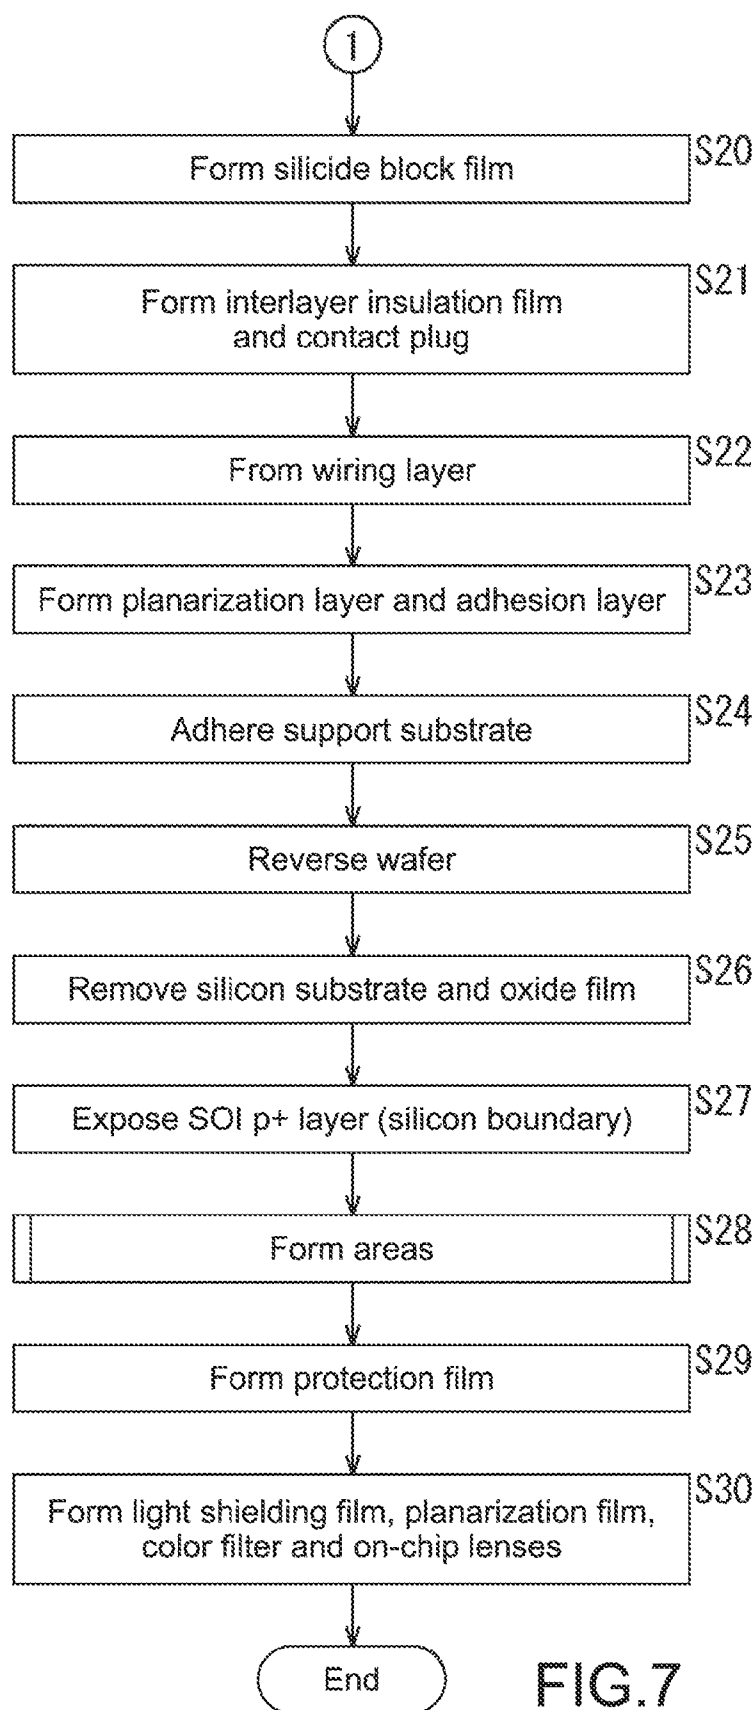 1
S20
Form silicide block film
S21
Form interlayer insulation film
and contact plug
S22
From wiring layer
S23
Form planarization layer and adhesion layer
S24
Adhere support substrate
S25
Reverse wafer
S26
Remove silicon substrate and oxide film
S27
Expose SOI p+ layer (silicon boundary)
S28
Form areas
S29
Form protection film
S30
Form light shielding film, planarization film,
color filter and on-chip lenses
End
FIG.7